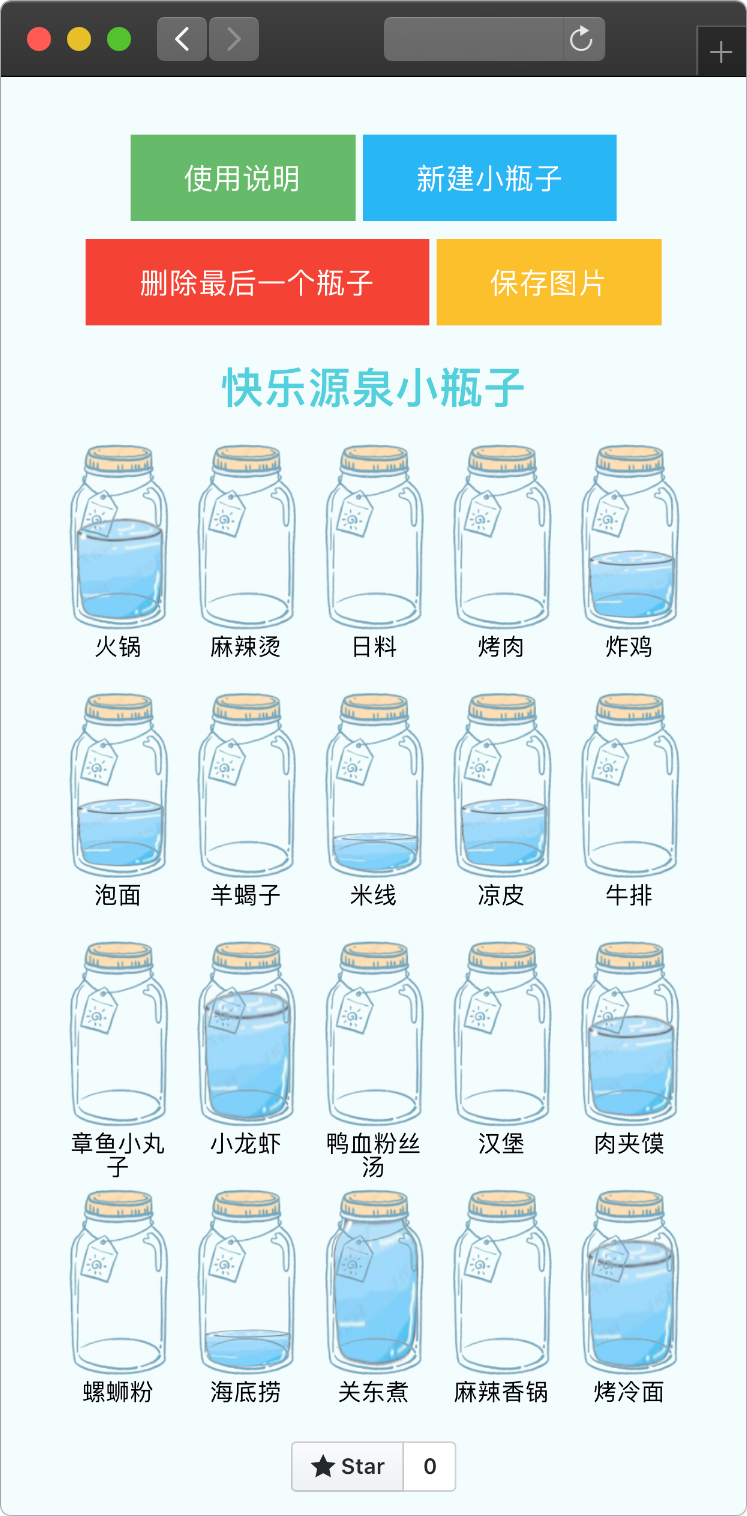 使用说明
新建小瓶子
删除最后一个瓶子
保存图片
快乐源泉小瓶子
火锅
麻辣烫
日料
烤肉
炸鸡
泡面
羊蝎子
米线
凉皮
牛排
章鱼小丸
子
小龙虾
鸭血粉丝
汤
汉堡
肉夹馍
螺蛳粉
海底捞
关东煮
麻辣香锅
烤冷面
Star
0